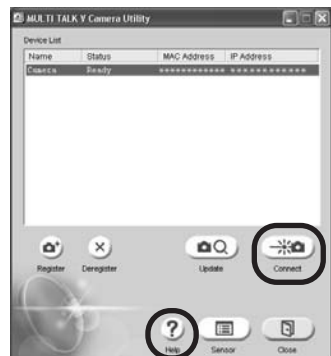 MULTI TALK V Camera Utility
Device List
Name Status MAC Address IP Address
Camera Ready ************ ************
Register Deregister Update Connect
? 
Help Sensor Close